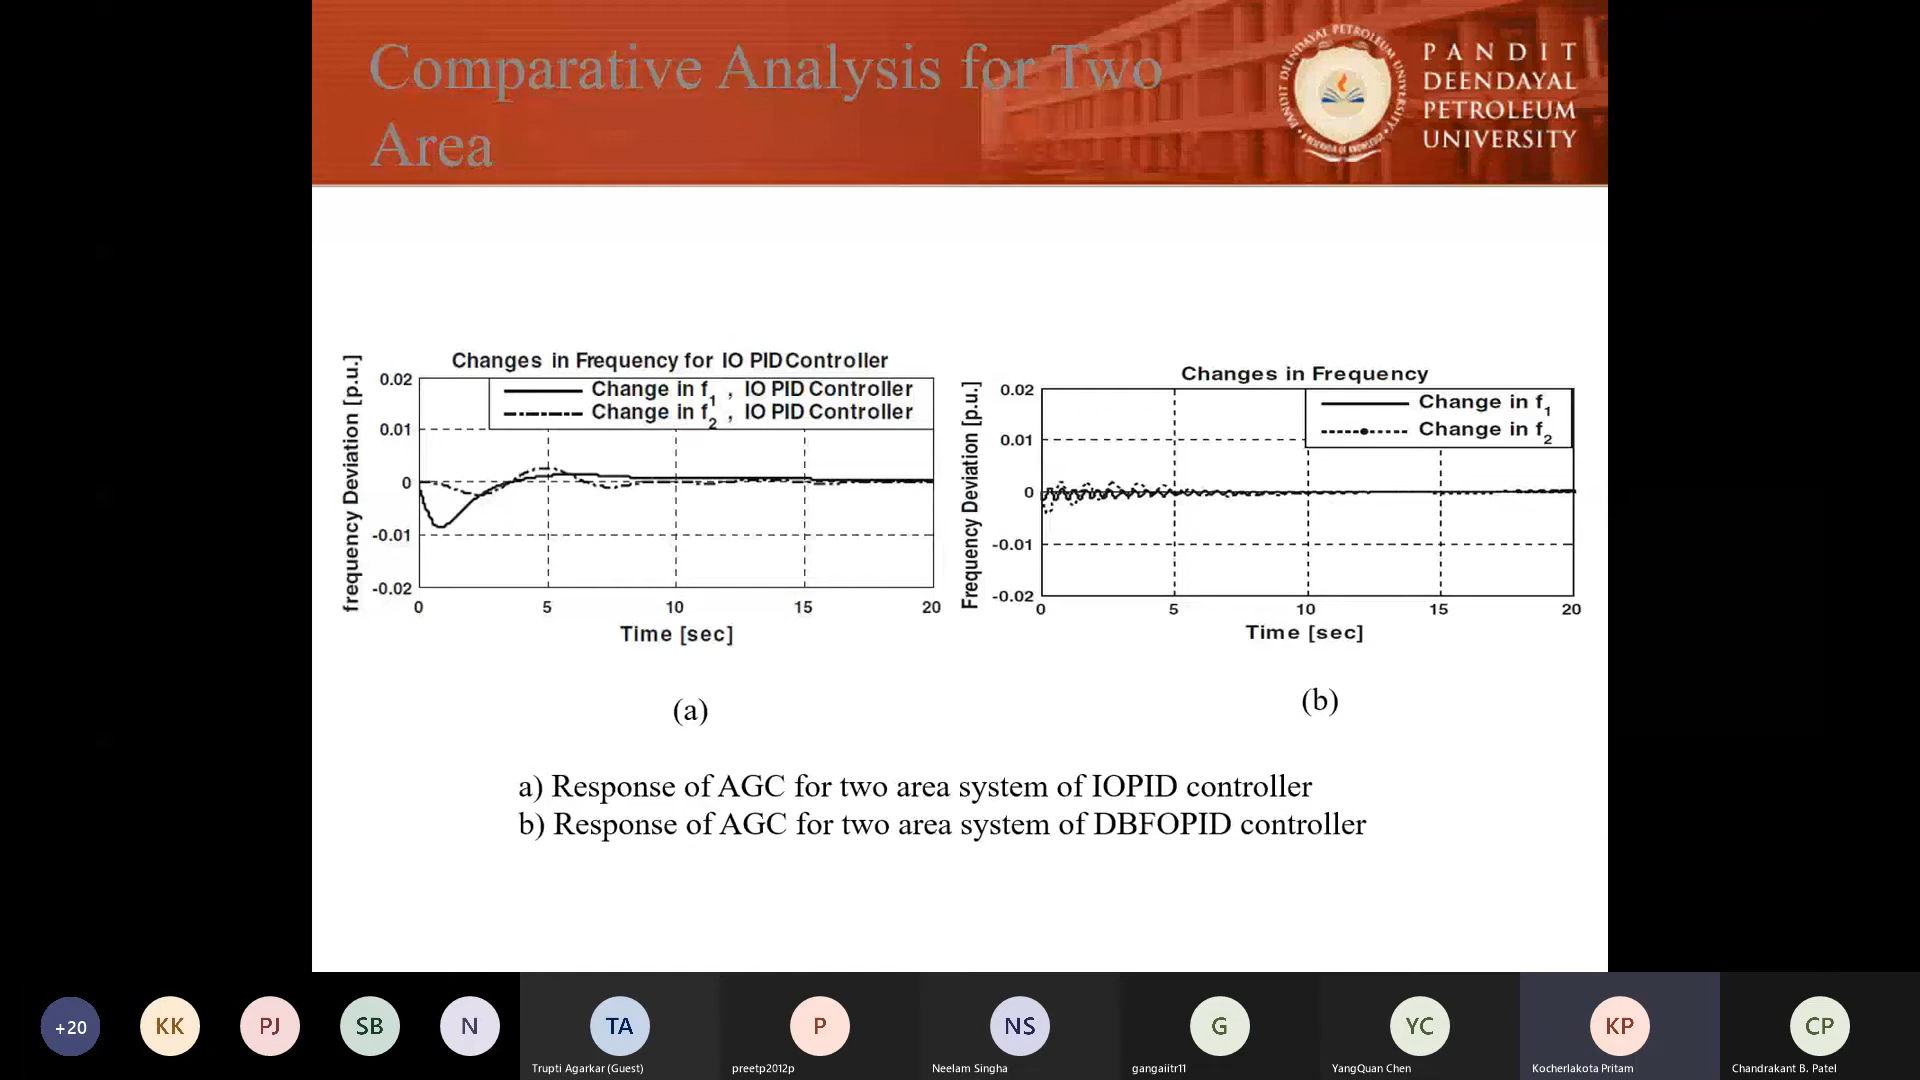 Comparative Analysis for Two
Area
PANDIT DEENDAYAL PETROLEUM UNIVERSITY
PANDIT
DEENDAYAL
PETROLEUM
UNIVERSITY
Changes in Frequency for IO PID Controller
Change in f1 , IO PID Controller
Change in f2 , IO PID Controller
frequency Deviation [p.u.]
0.02
0.01
0
-0.01
-0.02
0 5 10 15 20
Time [sec]
(a)
Changes in Frequency
Change in f1
Change in f2
Frequency Deviation [p.u.]
0.02
0.01
0
-0.01
-0.02
0 5 10 15 20
Time [sec]
(b)
a) Response of AGC for two area system of IOPID controller
b) Response of AGC for two area system of DBFOPID controller
+20
KK
PJ
SB
N
TA
Trupti Agarkar (Guest)
P
preetp2012p
NS
Neelam Singha
G
gangaiitr11
YC
YangQuan Chen
KP
Kocherlakota Pritam
CP
Chandrakant B. Patel